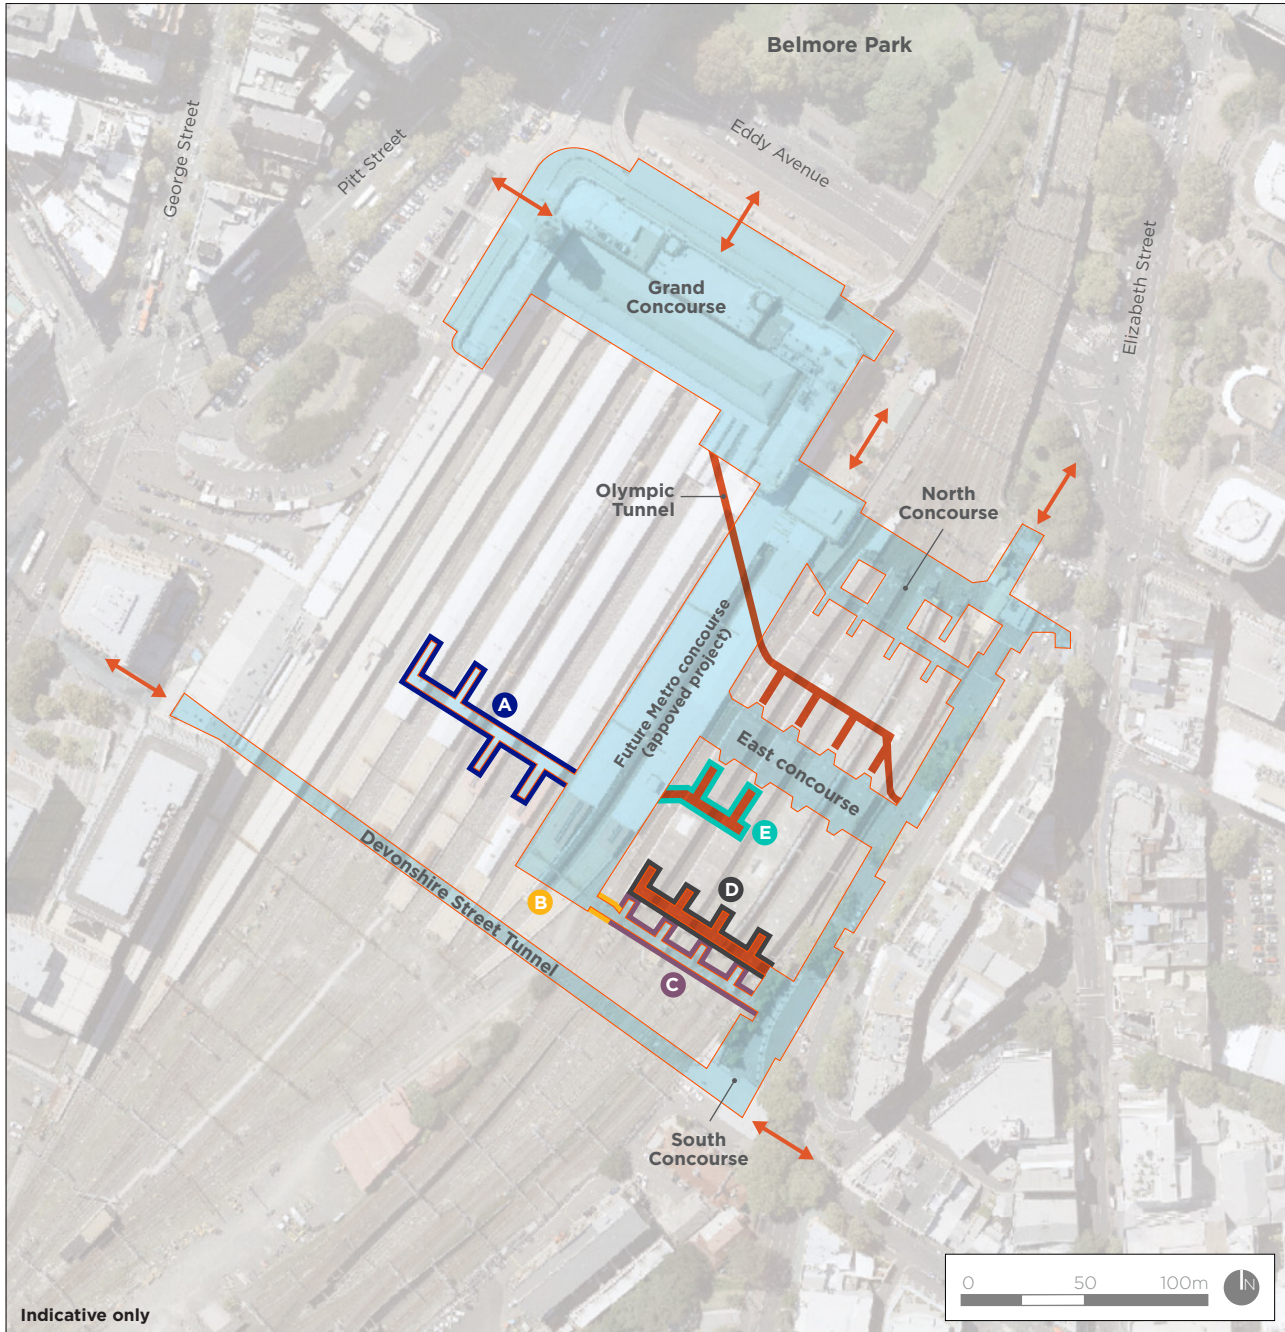 Belmore Park
Eddy Avenue
George Street
Pitt Street
Elizabeth Street
Grand
Concourse
Olympic
Tunnel
North
Concourse
Future Metro concourse
(appoved project)
A
East concourse
E
D
B
C
Devonshire Street Tunnel
South
Concourse
0 50 100m
N
Indicative only